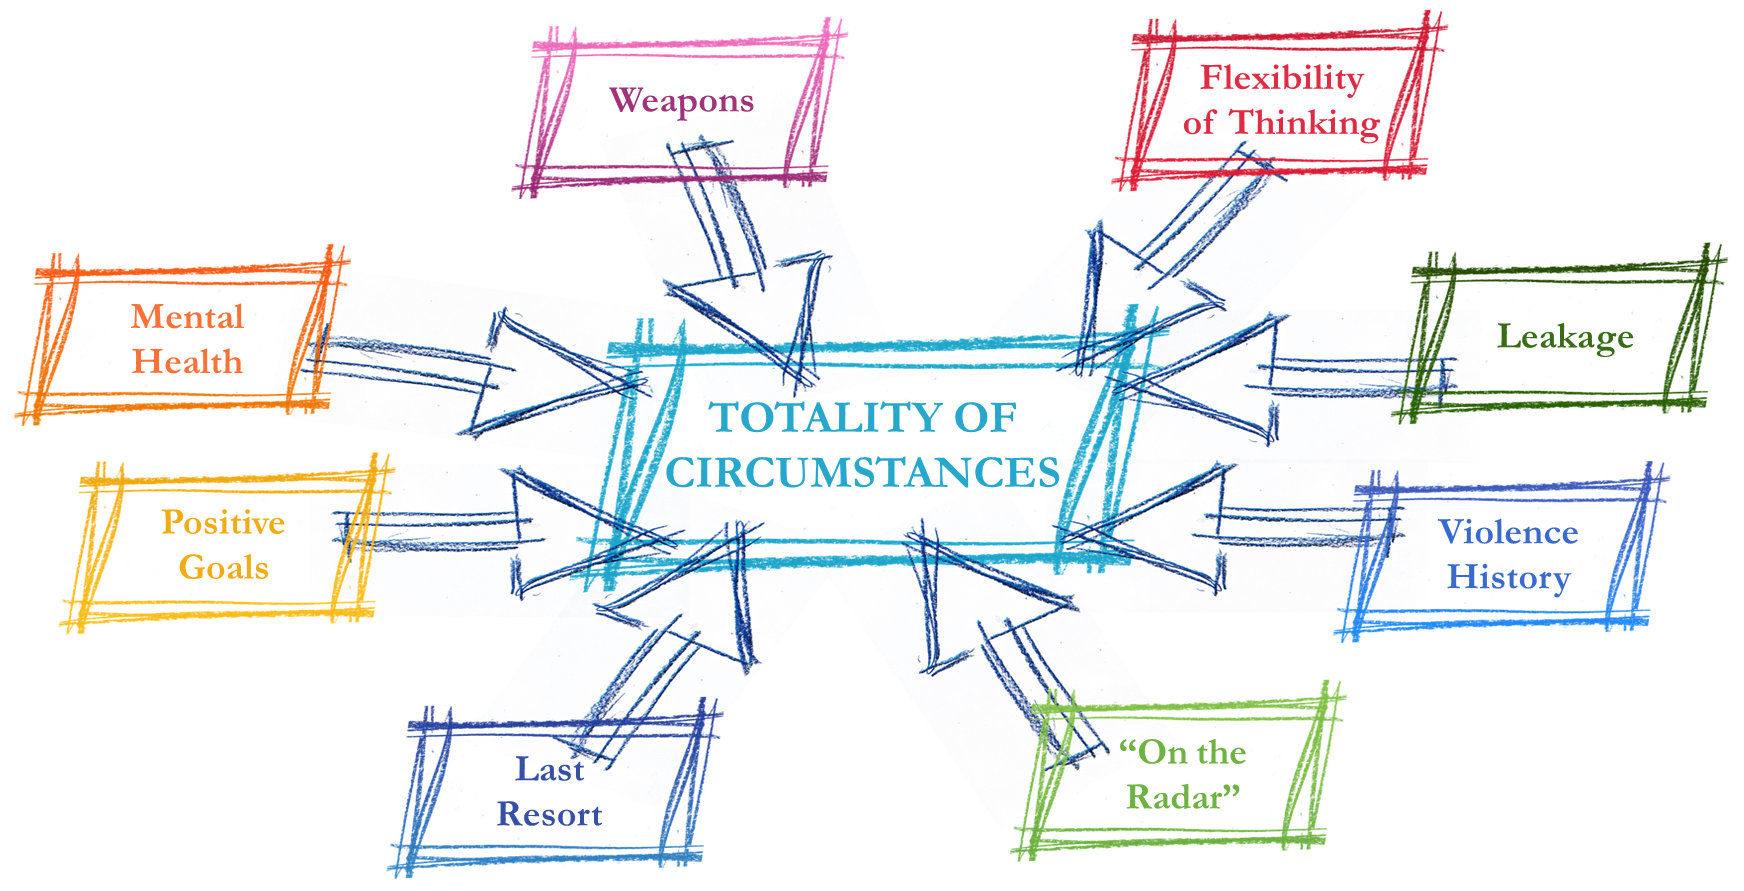 Weapons
Flexibility
of Thinking
Mental
Health
Leakage
TOTALITY OF
CIRCUMSTANCES
Positive
Goals
Violence
History
Last
Resort
“On the
Radar”